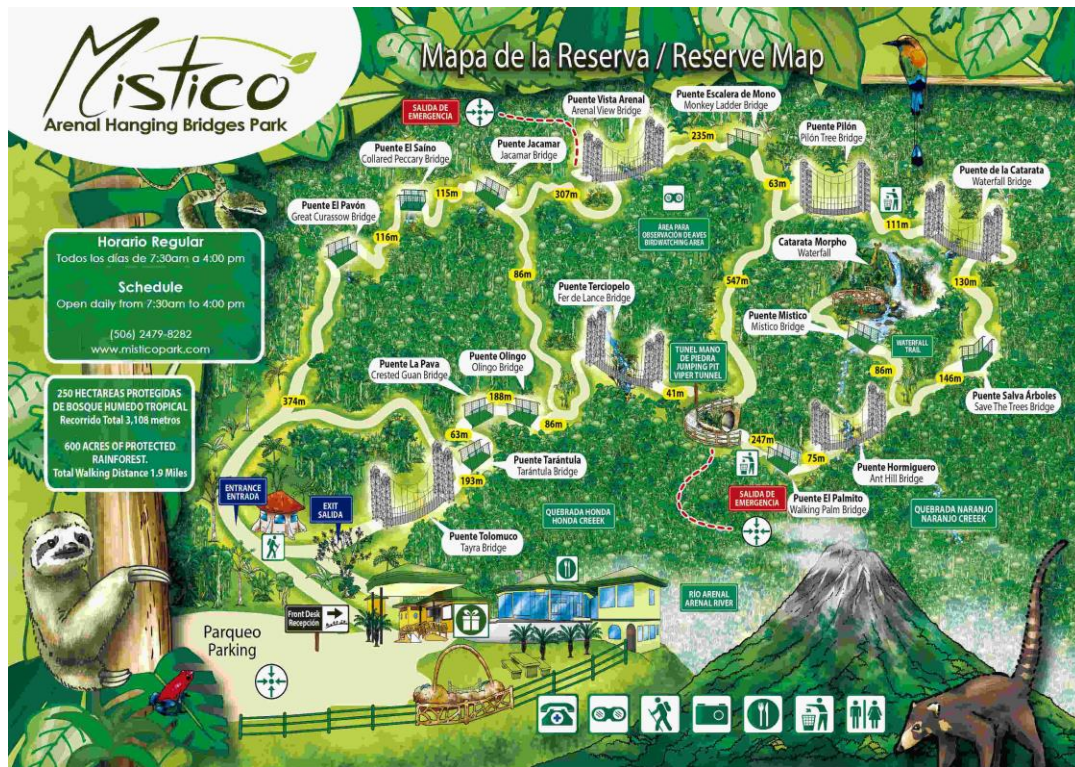 Místico
Arenal Hanging Bridges Park
Mapa de la Reserva / Reserve Map
SALIDA DE
EMERGENCIA
Puente Vista Arenal
Arenal View Bridge
Puente Escalera de Mono
Monkey Ladder Bridge
235m
Puente Pilón
Pilón Tree Bridge
Puente El Saíno
Collared Peccary Bridge
Puente Jacamar
Jacamar Bridge
Puente de la Catarata
Waterfall Bridge
115m
307m
63m
111m
Puente El Pavón
Great Curassow Bridge
116m
ÁREA PARA
OBSERVACIÓN DE AVES
BIRDWATCHING AREA
Catarata Morpho
Waterfall
Horario Regular
Todos los días de 7:30am a 4:00 pm
Schedule
Open daily from 7:30am to 4:00 pm
(506) 2479-8282
www.misticopark.com
86m
547m
130m
Puente Terciopelo
Fer de Lance Bridge
Puente Místico
Místico Bridge
TUNEL MANO
DE PIEDRA
JUMPING PIT
VIPER TUNNEL
WATERFALL
TRAIL
Puente La Pava
Crested Guan Bridge
Puente Olingo
Olingo Bridge
86m
146m
Puente Salva Árboles
Save The Trees Bridge
250 HECTAREAS PROTEGIDAS
DE BOSQUE HUMEDO TROPICAL
Recorrido Total 3,108 metros
600 ACRES OF PROTECTED
RAINFOREST.
Total Walking Distance 1.9 Miles
374m
188m
41m
63m
86m
247m
75m
Puente Tarántula
Tarántula Bridge
193m
Puente Hormiguero
Ant Hill Bridge
ENTRANCE
ENTRADA
EXIT
SALIDA
SALIDA DE
EMERGENCIA
Puente El Palmito
Walking Palm Bridge
QUEBRADA HONDA
HONDA CREEEK
QUEBRADA NARANJO
NARANJO CREEEK
Puente Tolomuco
Tayra Bridge
RÍO ARENAL
ARENAL RIVER
Front Desk
Recepción
Parqueo
Parking